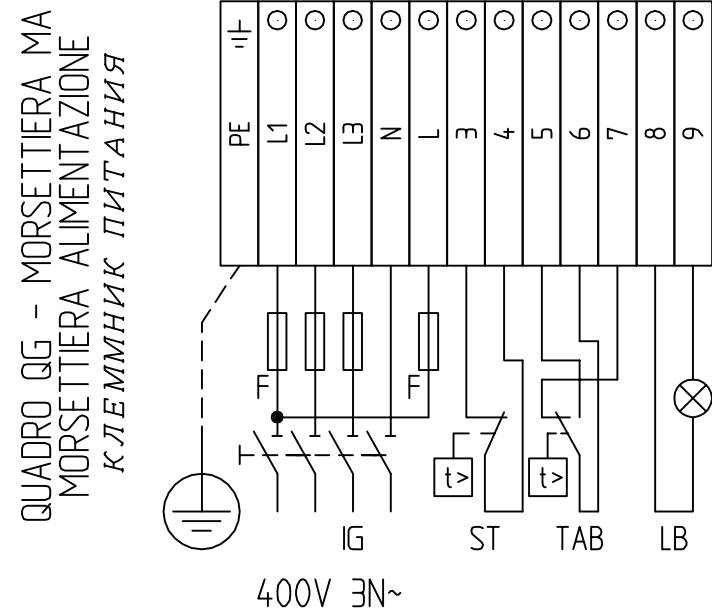 QUADRO QG - MORSETTIERA MA
MORSETTIERA ALIMENTAZIONE
КЛЕММНИК ПИТАНИЯ
PE L1 L2 L3 N L 3 4 5 6 7 8 9
F F
t> t>
IG ST TAB LB
400V 3N~